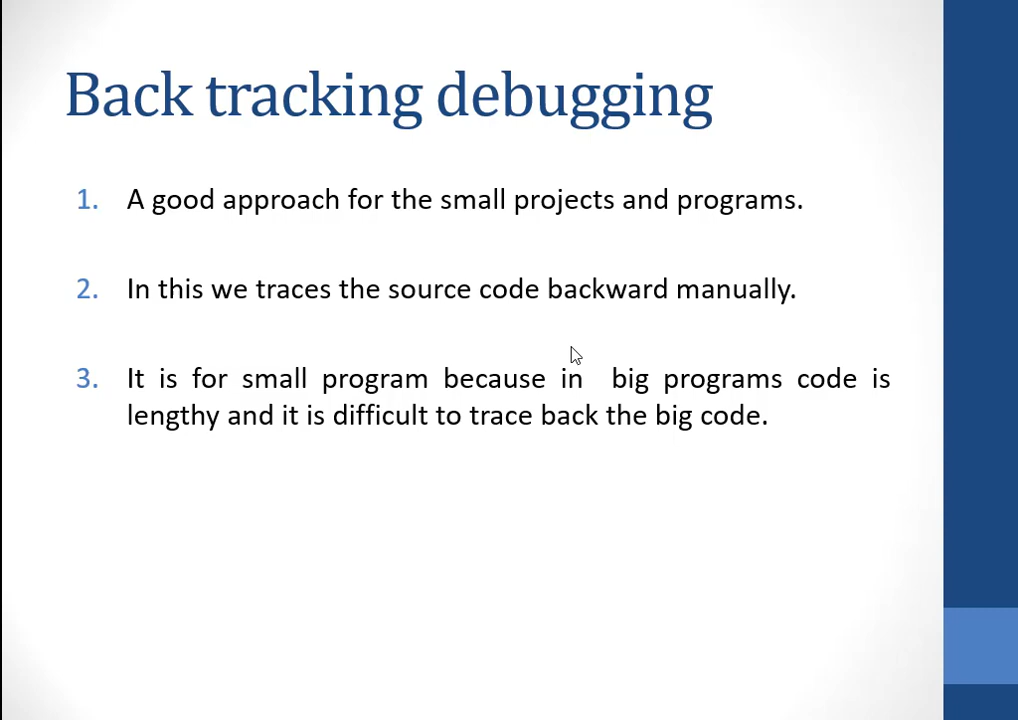 Back tracking debugging
1. A good approach for the small projects and programs.
2. In this we traces the source code backward manually.
3. It is for small program because in big programs code is
lengthy and it is difficult to trace back the big code.